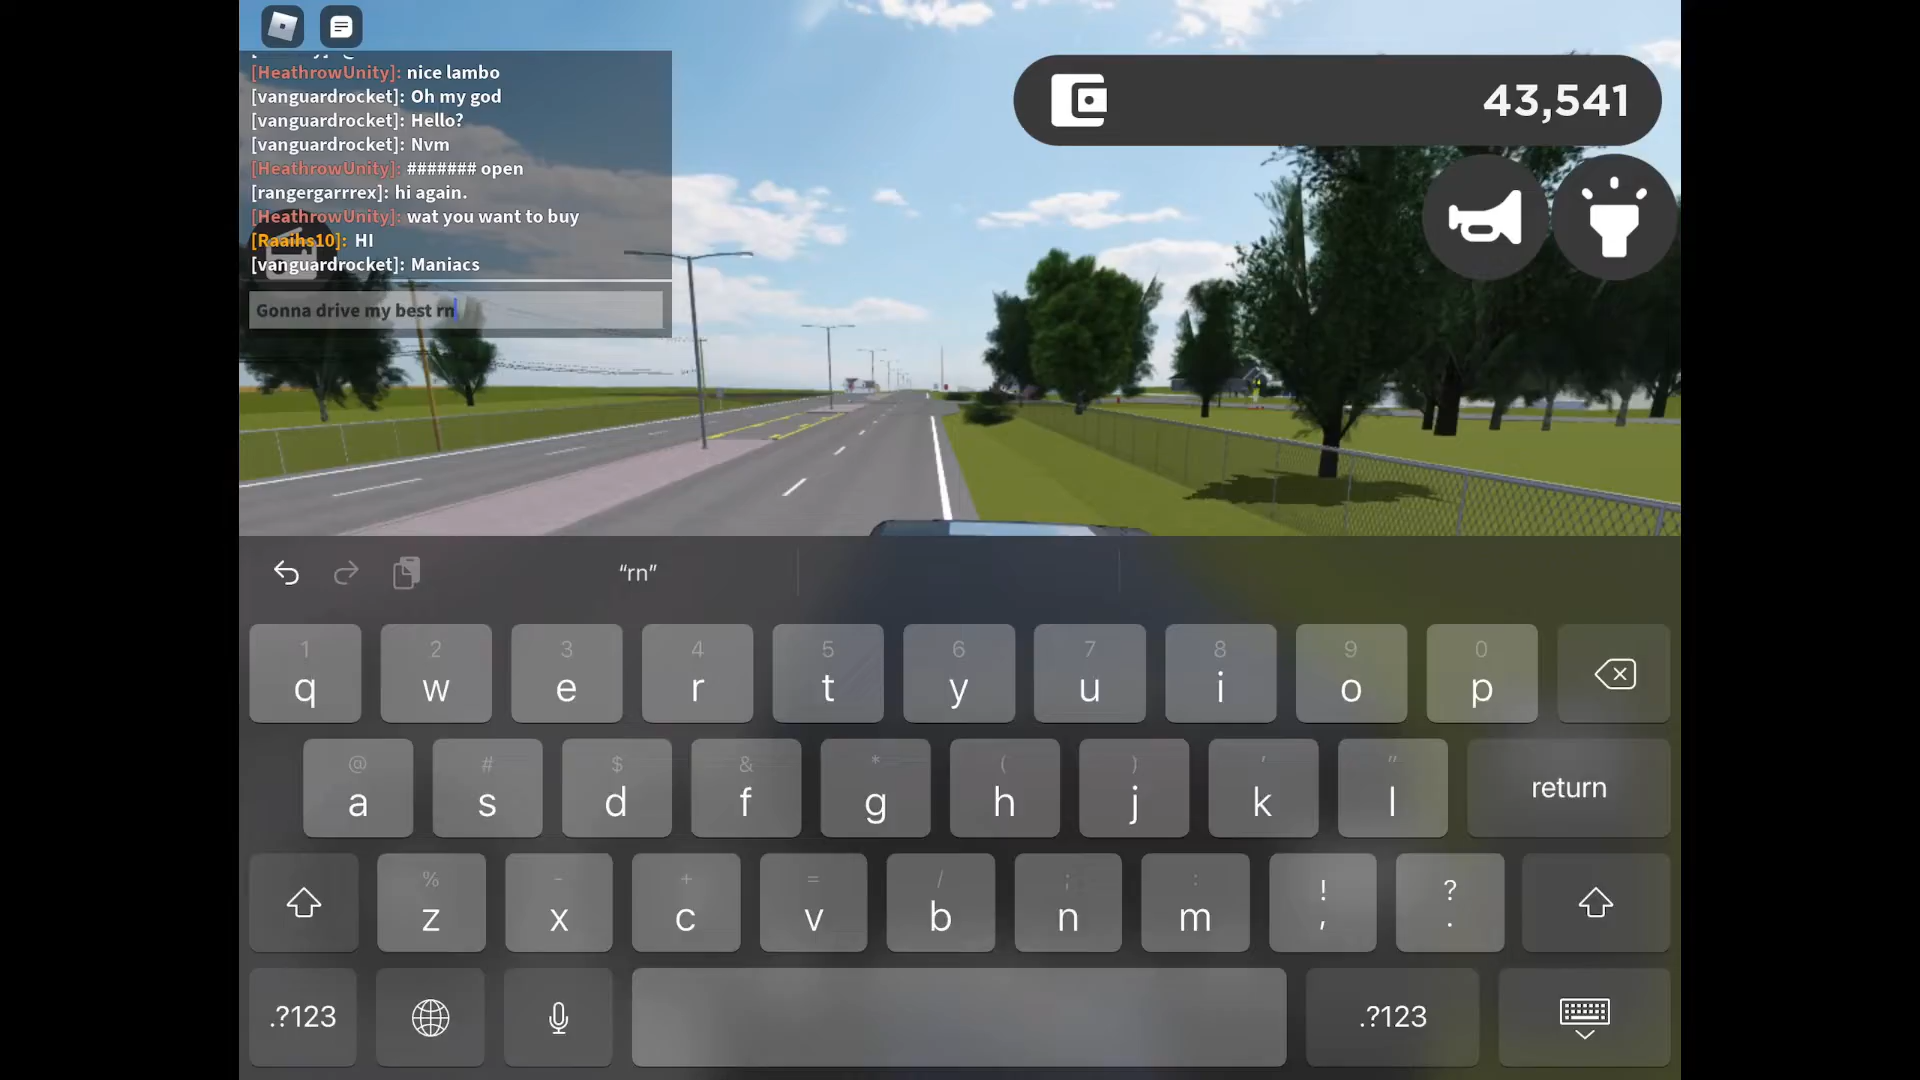 [HeathrowUnity]: nice lambo
[vanguardrocket]: Oh my god
[vanguardrocket]: Hello?
[vanguardrocket]: Nvm
[HeathrowUnity]: ####### open
[rangergarrrex]: hi again.
[HeathrowUnity]: wat you want to buy
[Raaihs10]: HI
[vanguardrocket]: Maniacs
Gonna drive my best rn
43,541
“rn”
1 2 3 4 5 6 7 8 9 0
q w e r t y u i o p
@ # $ & * ( ) ' "
a s d f g h j k l return
% - + = / ; : ! ?
z x c v b n m , .
.?123 .?123